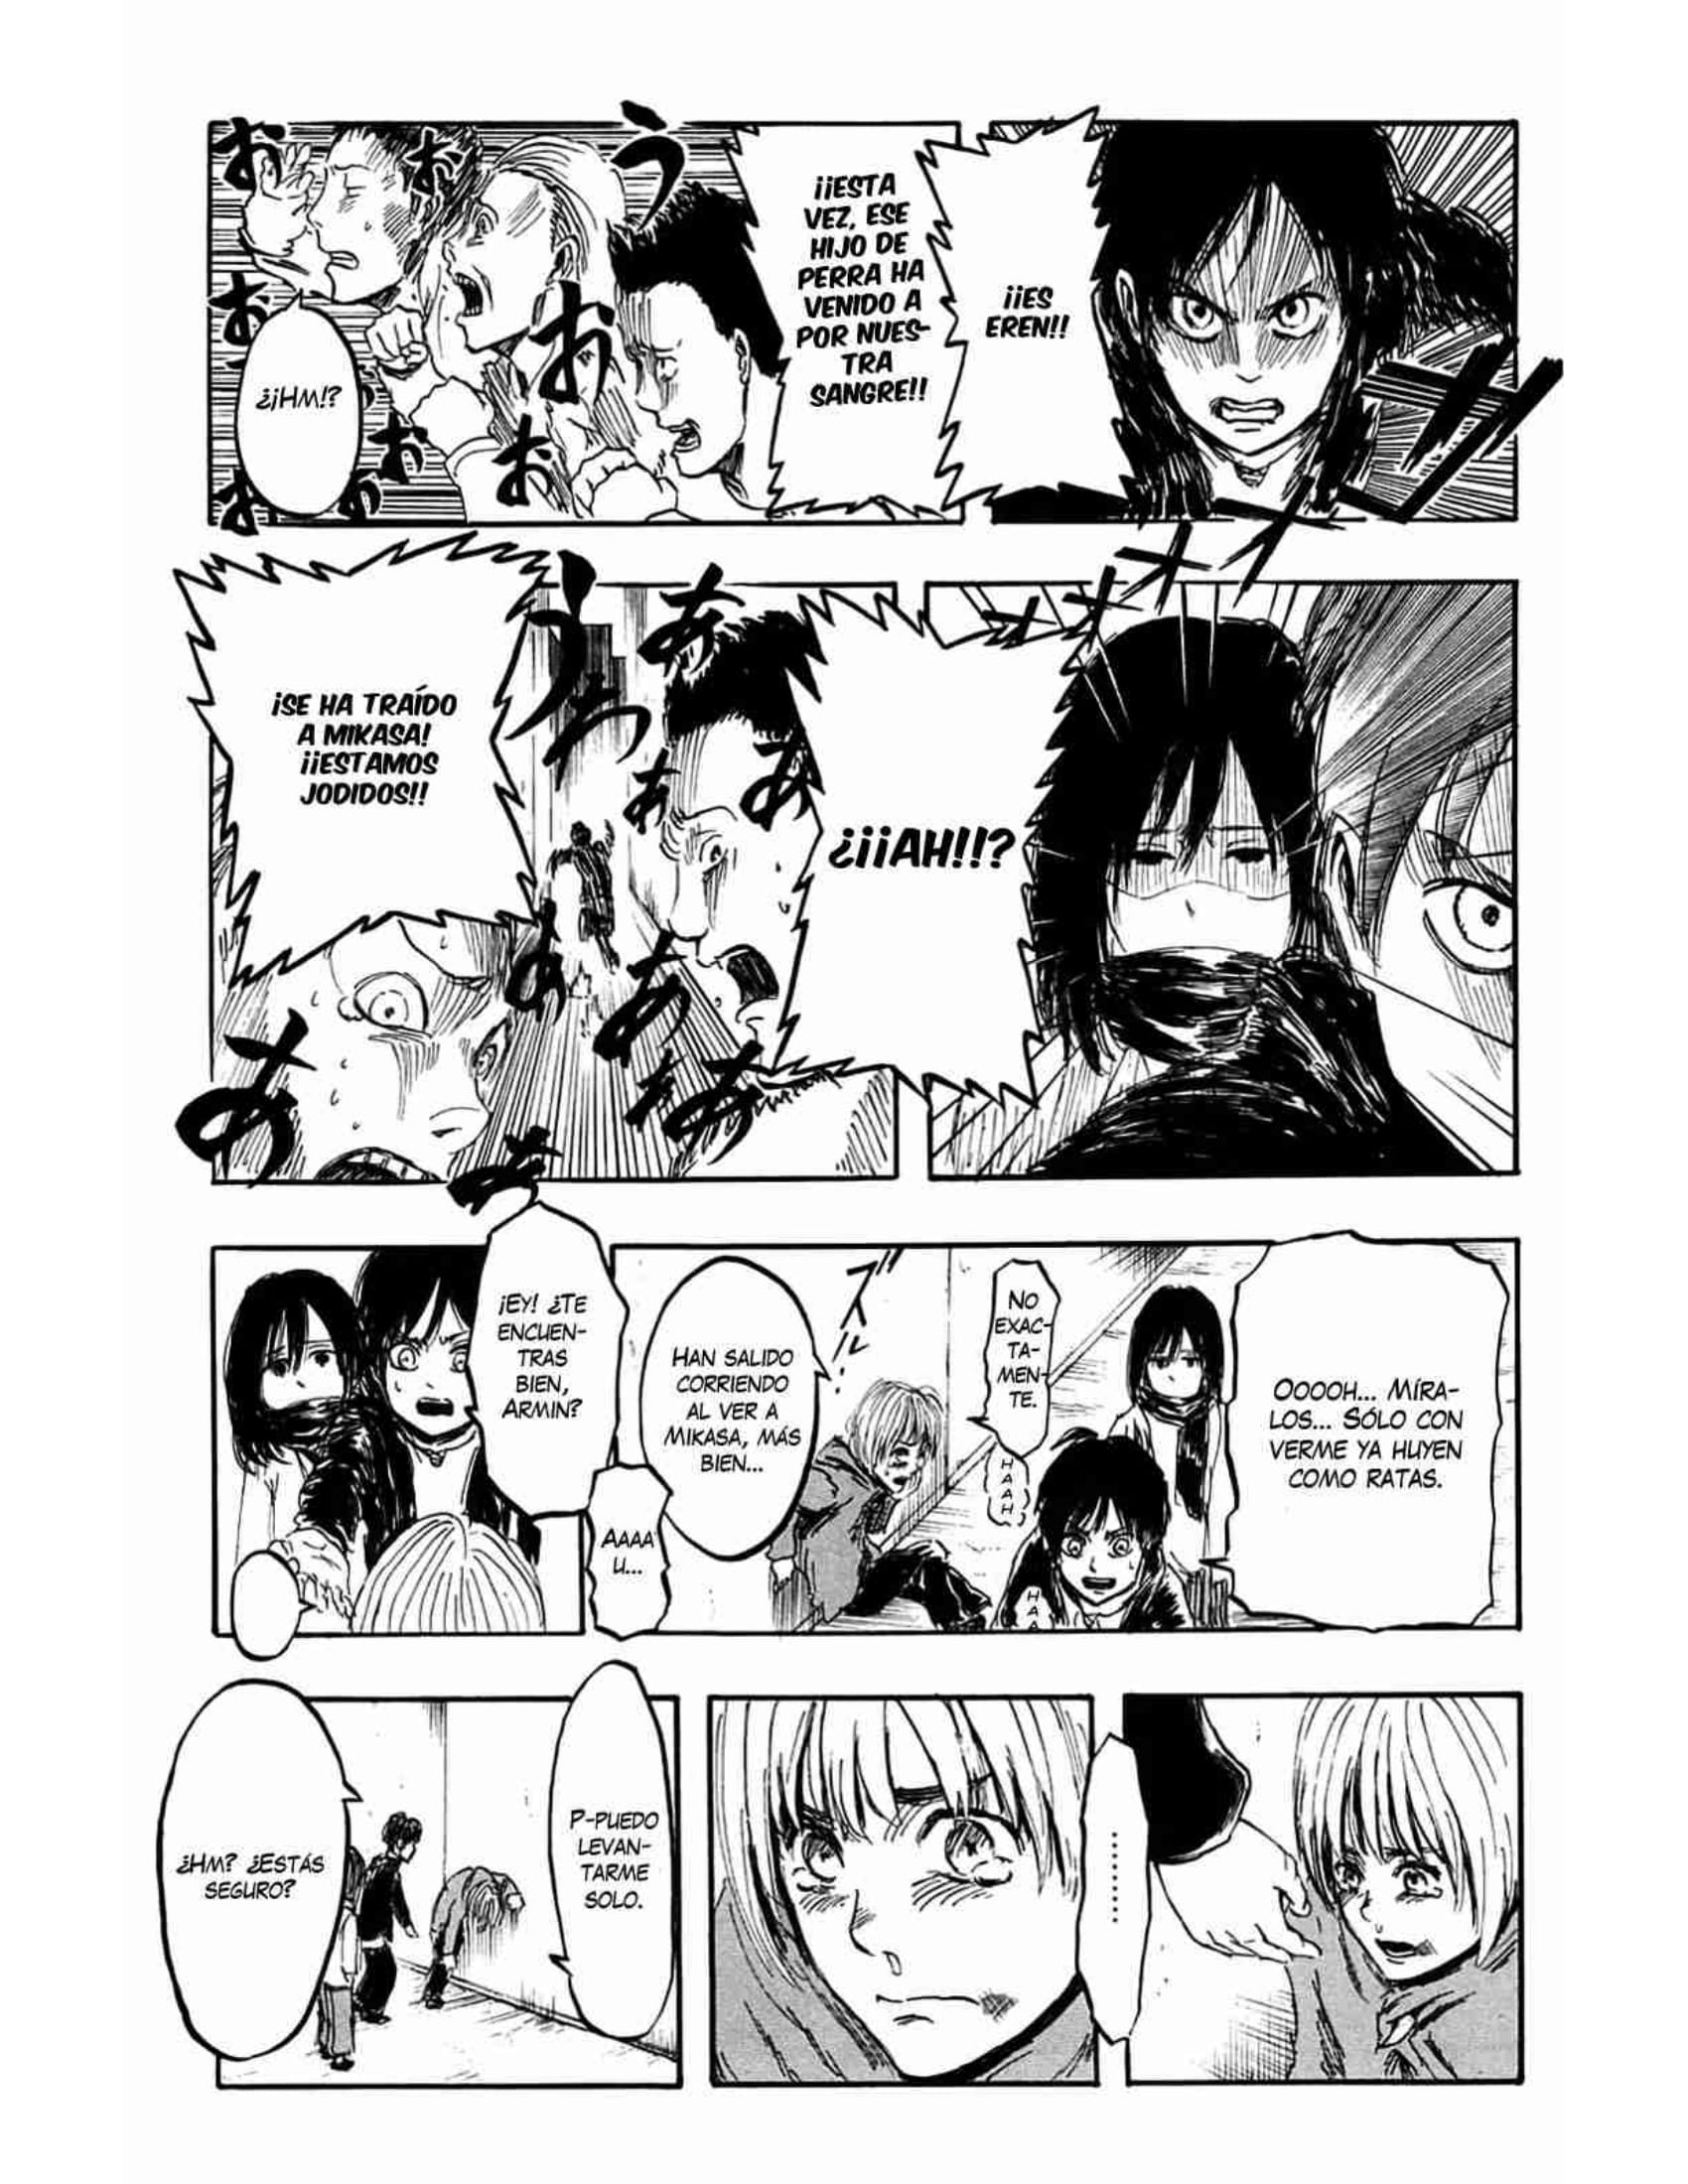 ¡¡ES
EREN!!
¡¡ESTA
VEZ, ESE
HIJO DE
PERRA HA
VENIDO A
POR NUES-
TRA
SANGRE!!
¿¡HM!?
¿¡¡AH!!?
¡SE HA TRAÍDO
A MIKASA!
¡¡ESTAMOS
JODIDOS!!
OOOOH... MÍRA-
LOS... SÓLO CON
VERME YA HUYEN
COMO RATAS.
NO
EXAC-
TA-
MEN-
TE.
HAAH
HAA
HAN SALIDO
CORRIENDO
AL VER A
MIKASA, MÁS
BIEN...
AAAA
U...
¡EY! ¿TE
ENCUEN-
TRAS
BIEN,
ARMIN?
........
P-PUEDO
LEVAN-
TARME
SOLO.
¿HM? ¿ESTÁS
SEGURO?